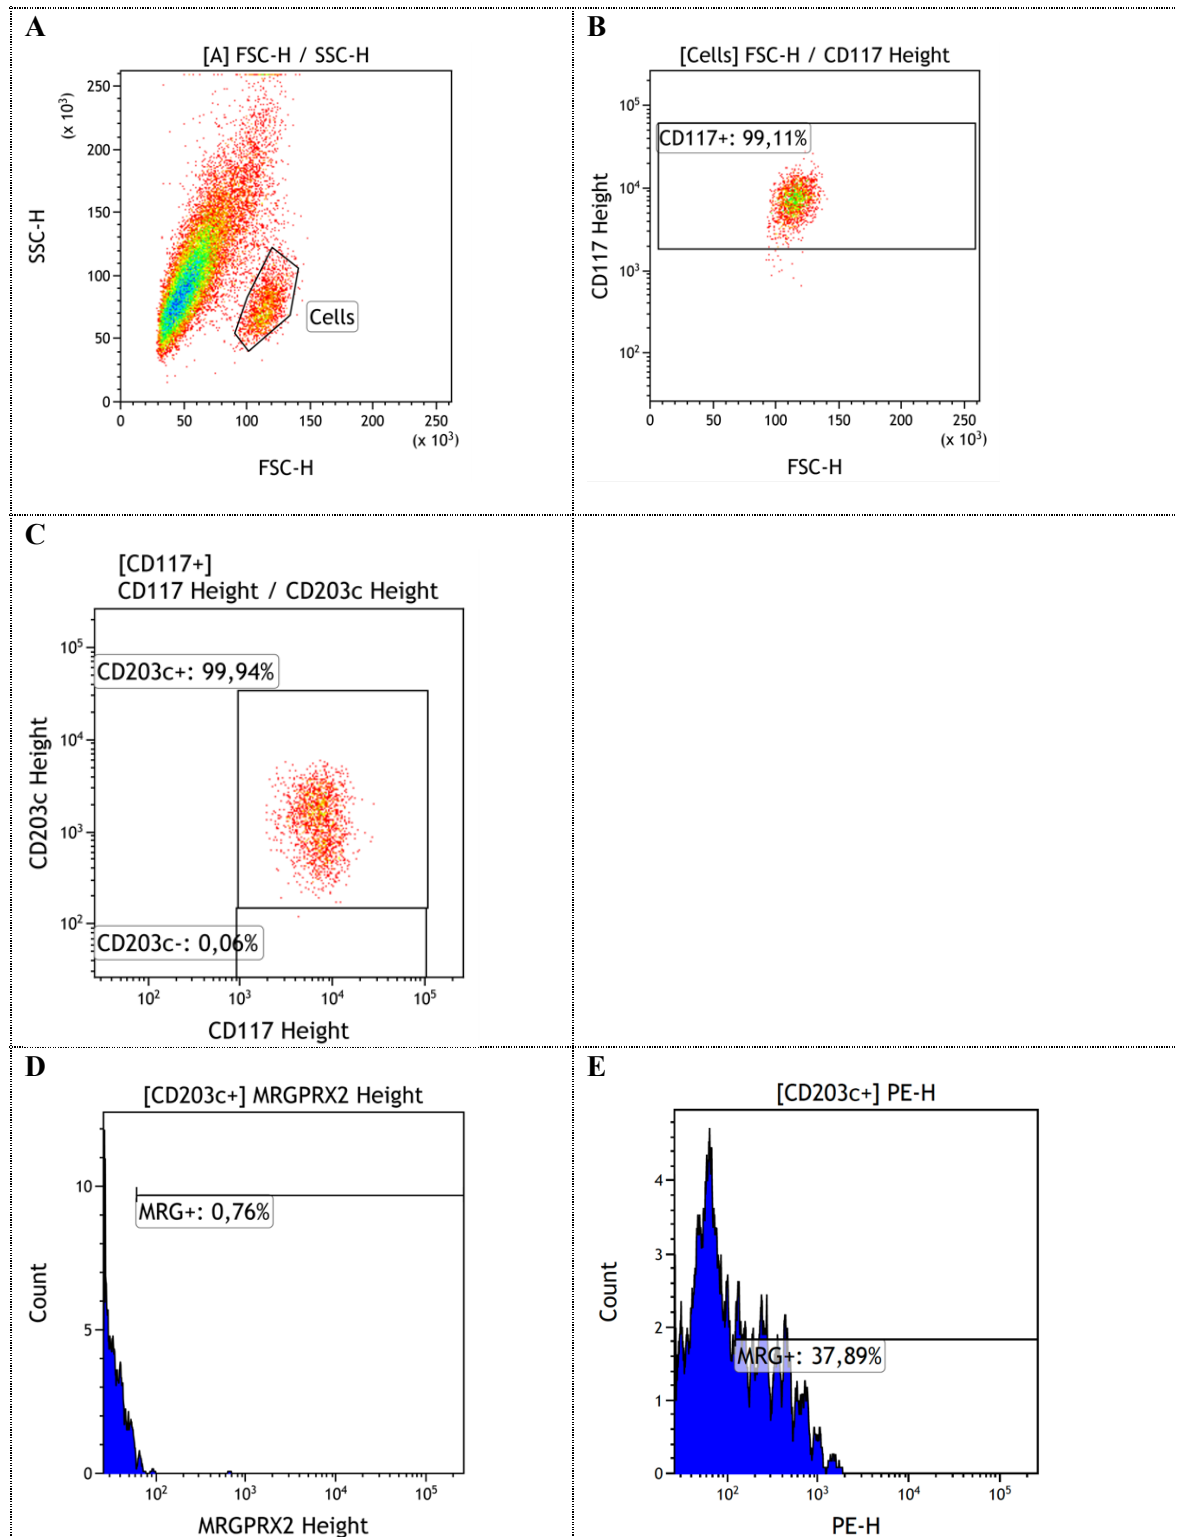 A
[A] FSC-H / SSC-H
(x 10³)
250
200
150
100
50
0
SSC-H
Cells
0 50 100 150 200 250
(x 10³)
FSC-H
B
[Cells] FSC-H / CD117 Height
10⁵
10⁴
10³
10²
CD117 Height
CD117+: 99,11%
0 50 100 150 200 250
(x 10³)
FSC-H
C
[CD117+]
CD117 Height / CD203c Height
10⁵
10⁴
10³
10²
CD203c Height
CD203c+: 99,94%
CD203c-: 0,06%
10² 10³ 10⁴ 10⁵
CD117 Height
D
[CD203c+] MRGPRX2 Height
10
5
0
Count
MRG+: 0,76%
10² 10³ 10⁴ 10⁵
MRGPRX2 Height
E
[CD203c+] PE-H
4
3
2
1
0
Count
MRG+: 37,89%
10² 10³ 10⁴ 10⁵
PE-H